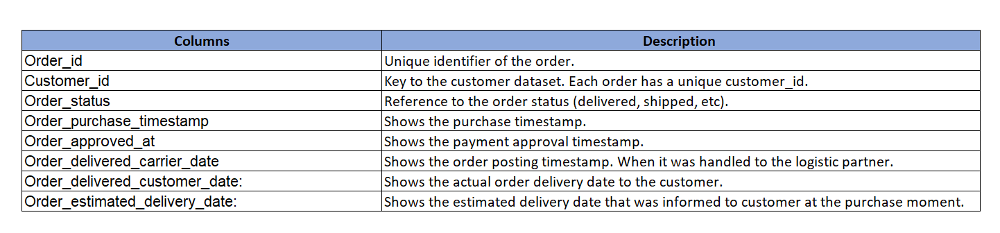 Columns Description
Order_id Unique identifier of the order.
Customer_id Key to the customer dataset. Each order has a unique customer_id.
Order_status Reference to the order status (delivered, shipped, etc).
Order_purchase_timestamp Shows the purchase timestamp.
Order_approved_at Shows the payment approval timestamp.
Order_delivered_carrier_date Shows the order posting timestamp. When it was handled to the logistic partner.
Order_delivered_customer_date: Shows the actual order delivery date to the customer.
Order_estimated_delivery_date: Shows the estimated delivery date that was informed to customer at the purchase moment.